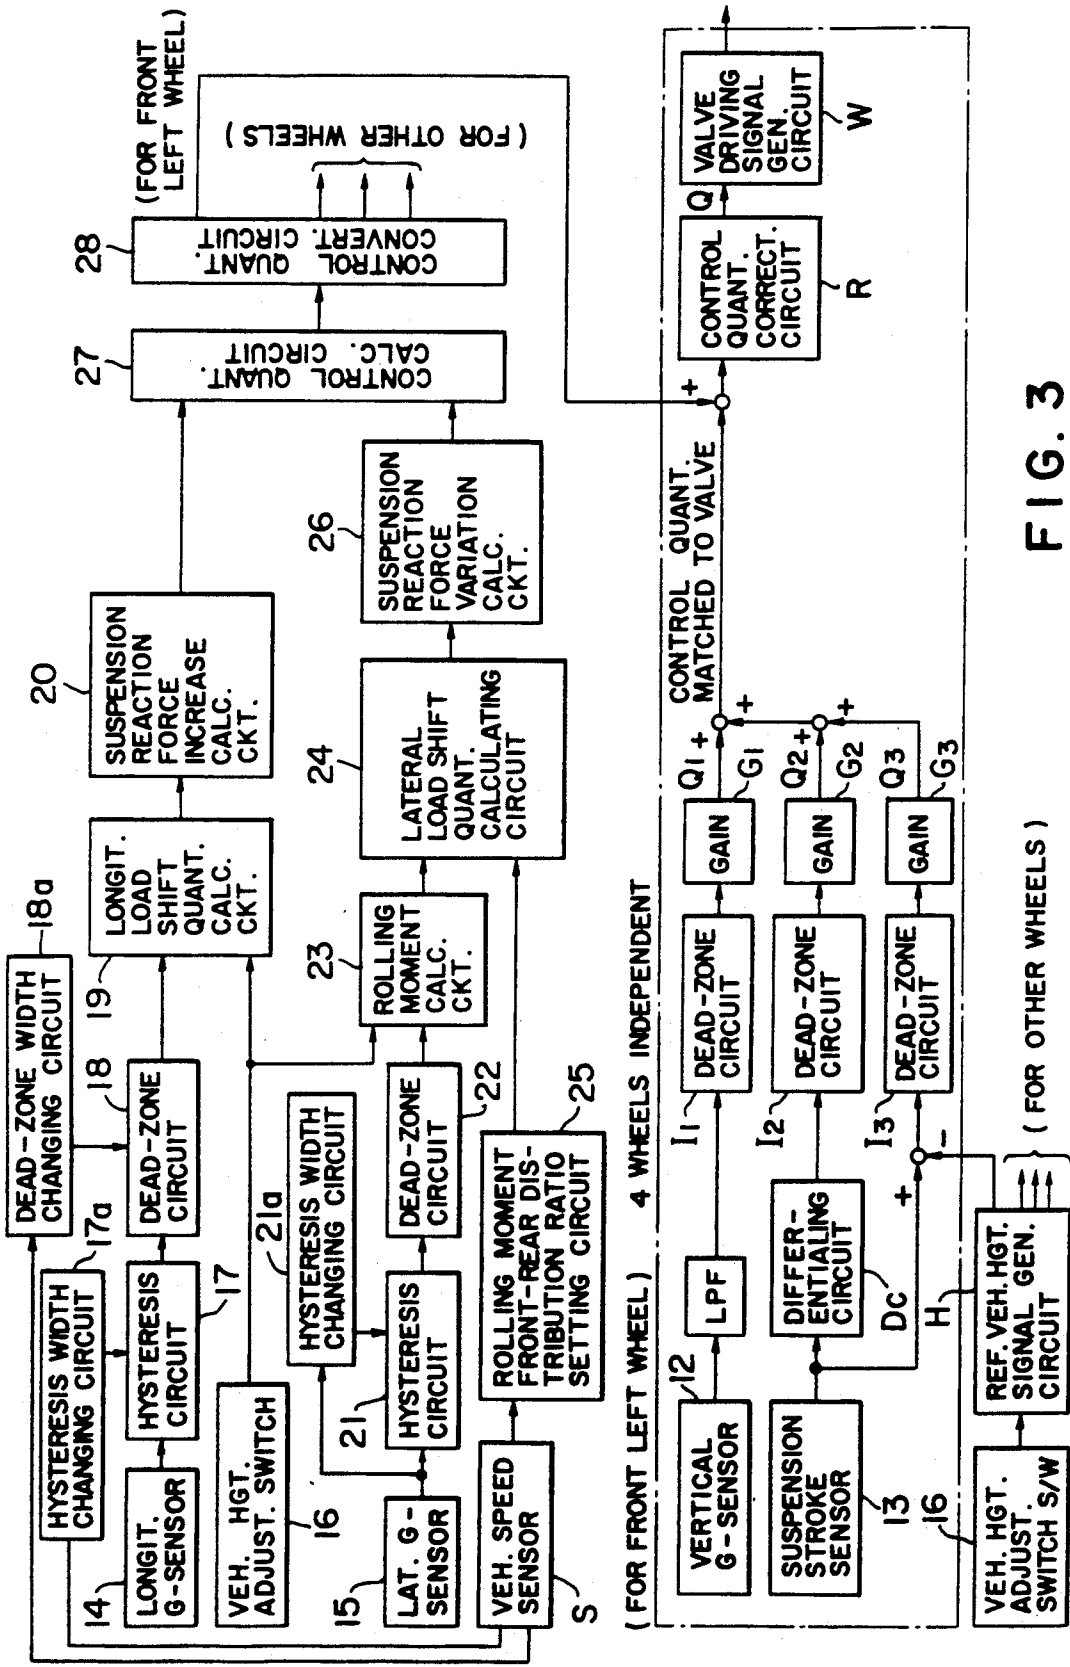 DEAD-ZONE WIDTH
CHANGING CIRCUIT
18a
HYSTERESIS WIDTH
CHANGING CIRCUIT
17a
14
LONGIT.
G-SENSOR
HYSTERESIS
CIRCUIT
17
18
DEAD-ZONE
CIRCUIT
19
LONGIT.
LOAD
SHIFT
QUANT.
CALC.
CKT.
20
SUSPENSION
REACTION
FORCE
INCREASE
CALC.
CKT.
27
CONTROL QUANT.
CALC. CIRCUIT
28
CONTROL QUANT.
CONVERT. CIRCUIT
(FOR FRONT
LEFT WHEEL)
(FOR OTHER WHEELS)
VEH. HGT.
ADJUST. SWITCH
16
21a
HYSTERESIS WIDTH
CHANGING CIRCUIT
15
LAT. G-
SENSOR
21
HYSTERESIS
CIRCUIT
DEAD-ZONE
CIRCUIT
22
23
ROLLING
MOMENT
CALC.
CKT.
24
LATERAL
LOAD SHIFT
QUANT.
CALCULATING
CIRCUIT
26
SUSPENSION
REACTION
FORCE
VARIATION
CALC.
CKT.
VEH. SPEED
SENSOR
S
ROLLING MOMENT
FRONT-REAR DIS-
TRIBUTION RATIO
SETTING CIRCUIT
25
(FOR FRONT LEFT WHEEL)
4 WHEELS INDEPENDENT
12
VERTICAL
G-SENSOR
LPF
I1
DEAD-ZONE
CIRCUIT
GAIN
G1
Q1
+
+
CONTROL QUANT.
MATCHED TO VALVE
+
CONTROL
QUANT.
CORRECT.
CIRCUIT
R
Q
VALVE
DRIVING
SIGNAL
GEN.
CIRCUIT
W
SUSPENSION
STROKE
SENSOR
13
DIFFER-
ENTIALING
CIRCUIT
DC
I2
DEAD-ZONE
CIRCUIT
GAIN
G2
Q2
+
+
+
-
I3
DEAD-ZONE
CIRCUIT
GAIN
G3
Q3
16
VEH. HGT.
ADJUST.
SWITCH S/W
H
REF. VEH. HGT.
SIGNAL GEN.
CIRCUIT
(FOR OTHER WHEELS)
FIG. 3